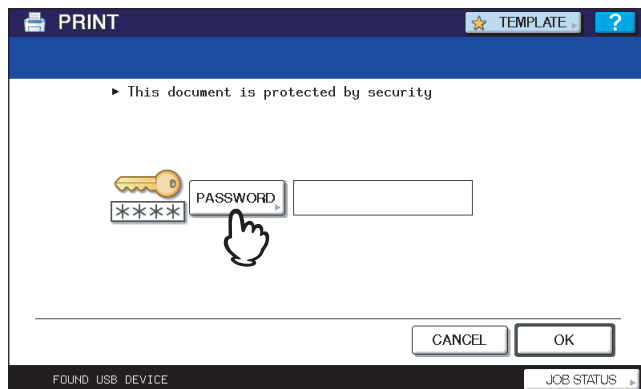 PRINT
TEMPLATE
?
This document is protected by security
****
PASSWORD
CANCEL
OK
FOUND USB DEVICE
JOB STATUS